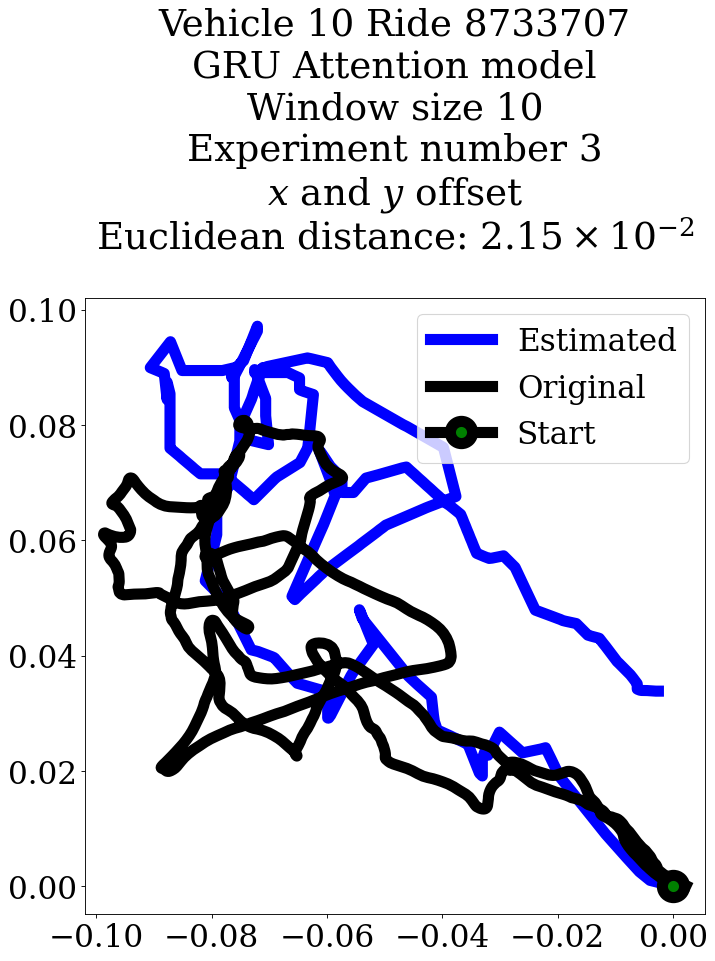 Vehicle 10 Ride 8733707
GRU Attention model
Window size 10
Experiment number 3
x and y offset
Euclidean distance: 2.15 × 10⁻²
0.10
0.08
0.06
0.04
0.02
0.00
Estimated
Original
Start
−0.10 −0.08 −0.06 −0.04 −0.02 0.00